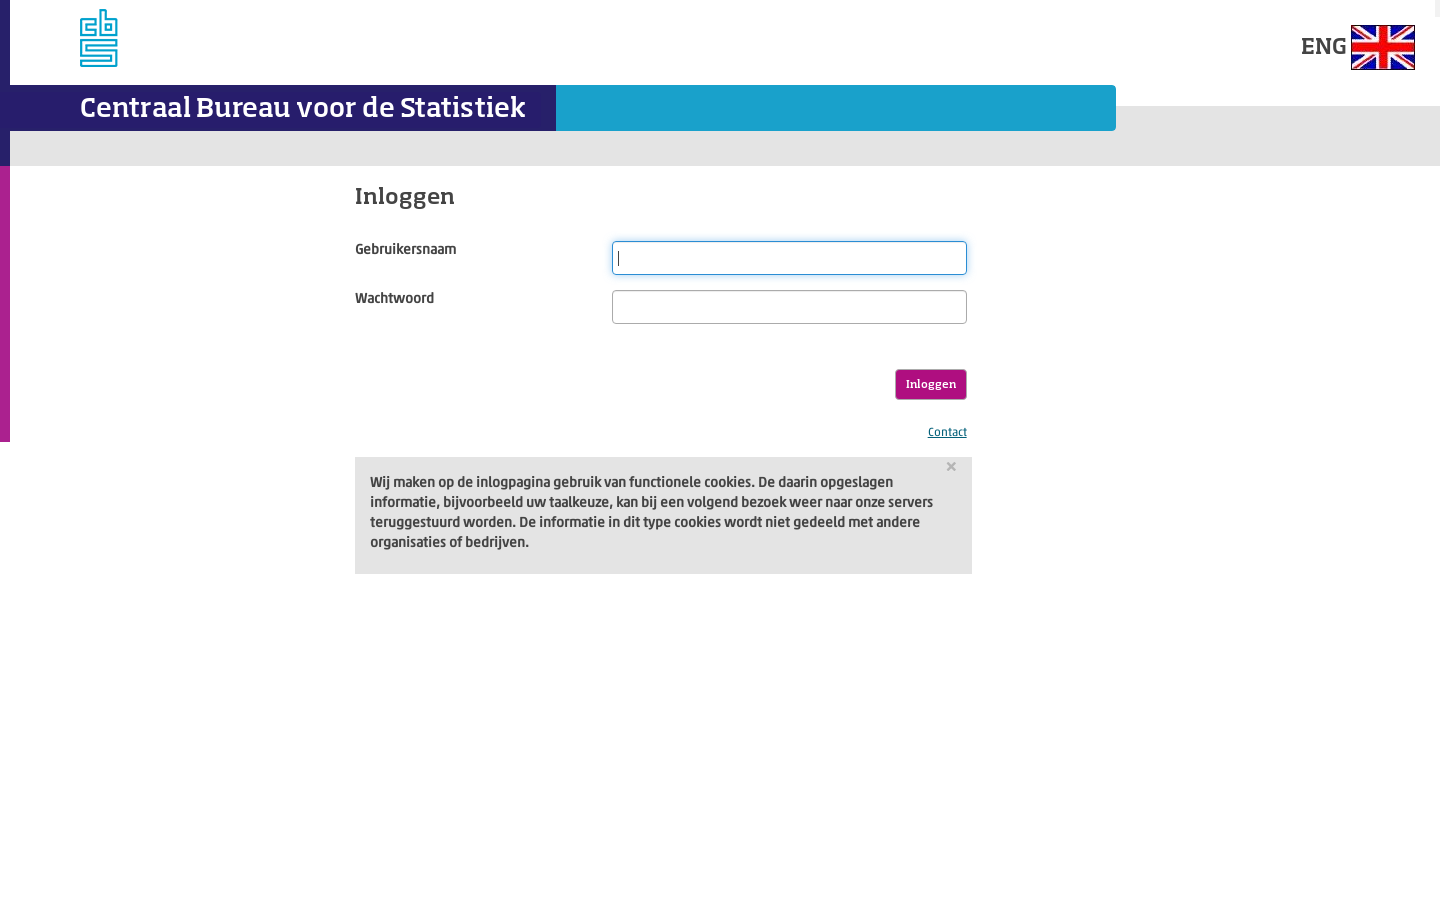 cbs
ENG
Centraal Bureau voor de Statistiek
Inloggen
Gebruikersnaam
Wachtwoord
Inloggen
Contact
×
Wij maken op de inlogpagina gebruik van functionele cookies. De daarin opgeslagen
informatie, bijvoorbeeld uw taalkeuze, kan bij een volgend bezoek weer naar onze servers
teruggestuurd worden. De informatie in dit type cookies wordt niet gedeeld met andere
organisaties of bedrijven.